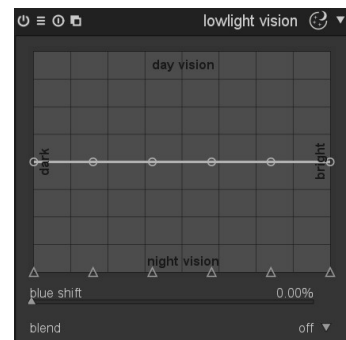 lowlight vision
day vision
dark
bright
night vision
blue shift 0.00%
blend off